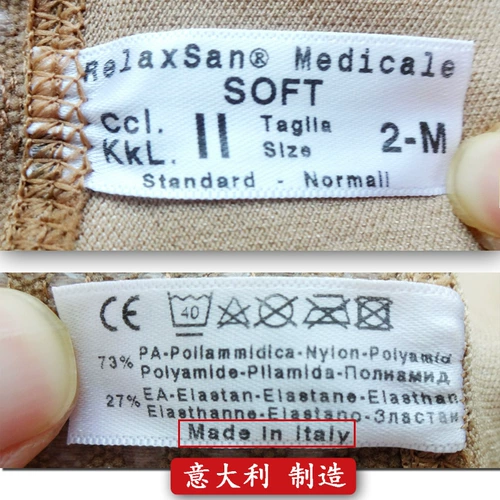 RelaxSan® Medicale
SOFT
Ccl. II Taglia 2-M
KkL. Size
Standard - Normali
CE 40
73% PA-Poliammidica-Nylon-Polyamid
Polyamide-Pliamida-Полиамид
27% EA-Elastan-Elastane-Elasthan
Elasthanne-Elastano-Эластан
Made in Italy
意大利 制造